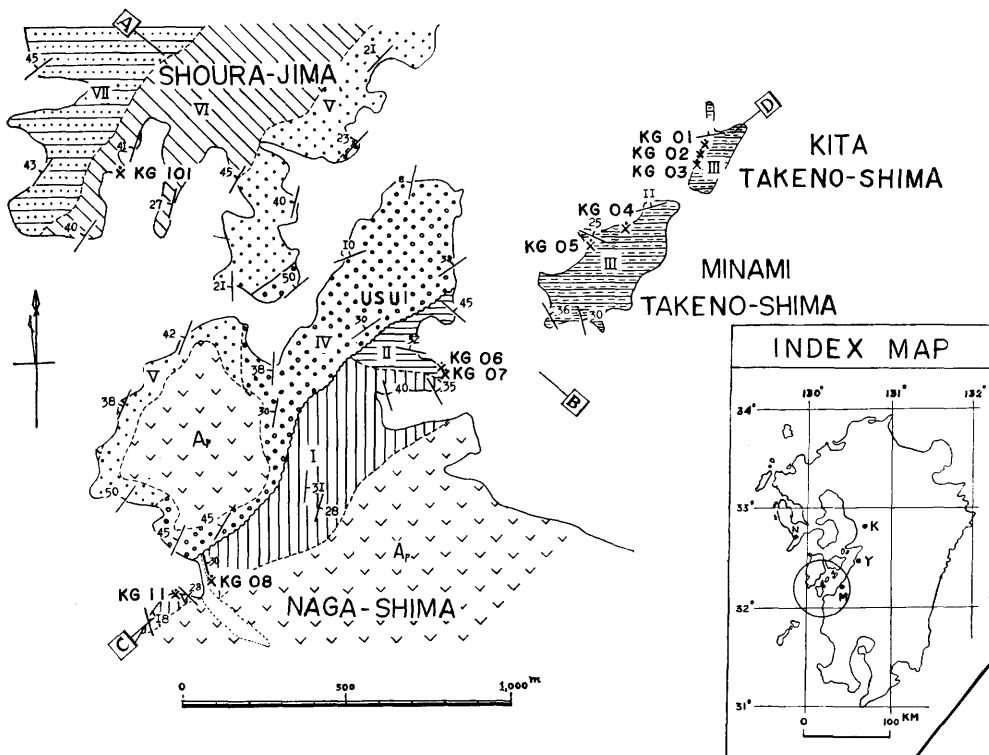 A
SHOURA-JIMA
VII
VI
V
45
21
43
41
KG 101
45
23
40
27
40
21
50
D
KG 01
KG 02
KG 03
III
KITA
TAKENO-SHIMA
11
KG 04
25
KG 05
III
36
30
MINAMI
TAKENO-SHIMA
8
10
USUI
45
30
IV
32
II
KG 06
KG 07
35
40
B
42
V
38
38
30
Ap
I
31
28
50
45
45
30
KG 08
KG 11
28
V
18
C
Ap
NAGA-SHIMA
0 500 1,000 m
INDEX MAP
130° 131° 132°
34°
33°
32°
31°
N
K
Y
M
0 100 KM